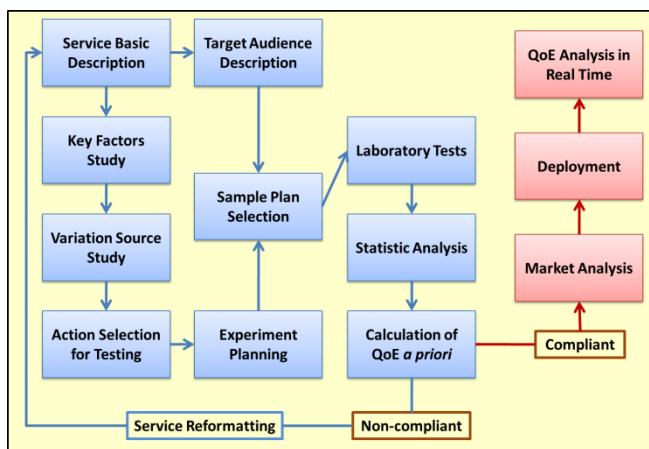 Service Basic
Description
Target Audience
Description
Key Factors
Study
Variation Source
Study
Action Selection
for Testing
Experiment
Planning
Sample Plan
Selection
Laboratory Tests
Statistic Analysis
Calculation of
QoE a priori
Non-compliant
Service Reformatting
Compliant
Market Analysis
Deployment
QoE Analysis in
Real Time